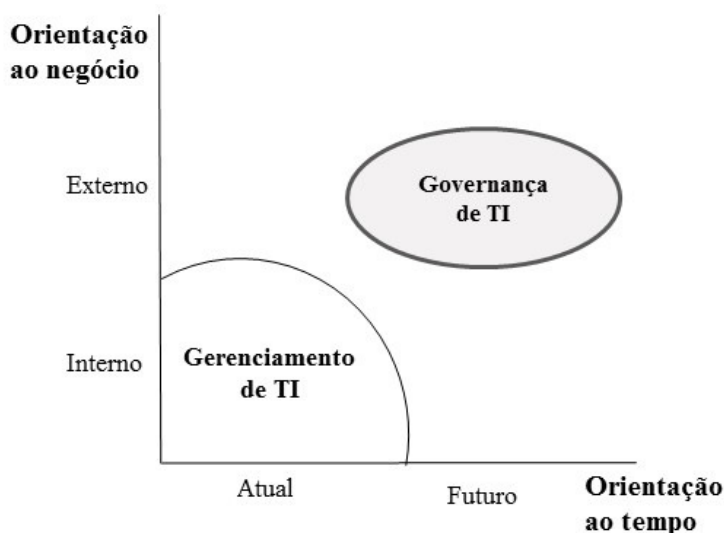 Orientação
ao negócio
Externo
Governança
de TI
Interno
Gerenciamento
de TI
Atual
Futuro
Orientação
ao tempo